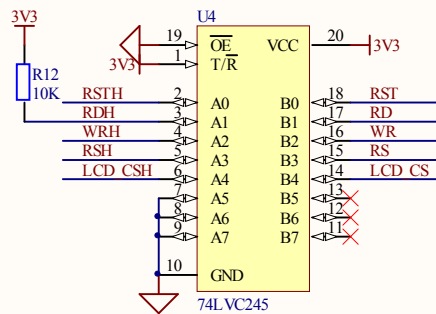 U4
3V3
19 OE VCC 20 3V3
3V3 1 T/R
R12
10K
RSTH 2 A0 B0 18 RST
RDH 3 A1 B1 17 RD
WRH 4 A2 B2 16 WR
RSH 5 A3 B3 15 RS
LCD CSH 6 A4 B4 14 LCD CS
7 A5 B5 13
8 A6 B6 12
9 A7 B7 11
10 GND
74LVC245